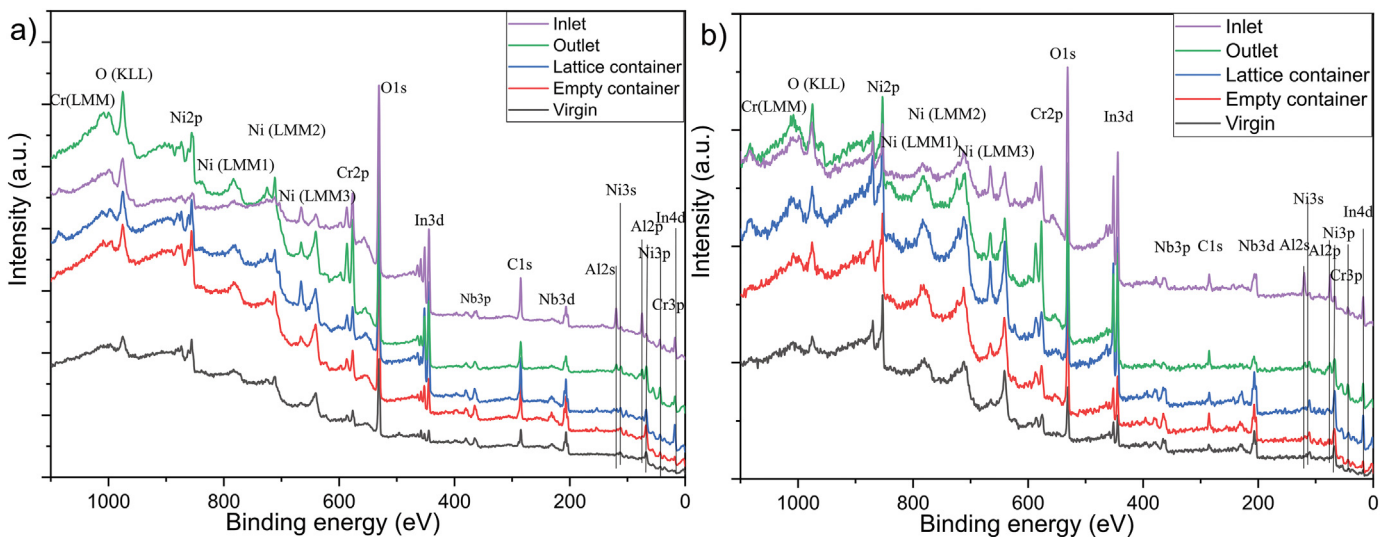 a)
Inlet
Outlet
Lattice container
Empty container
Virgin
O (KLL)
Cr(LMM)
Ni2p
Ni (LMM2)
Ni (LMM1)
Ni (LMM3)
Cr2p
O1s
In3d
C1s
Nb3p
Nb3d
Ni3s
In4d
Al2p
Ni3p
Al2s
Cr3p
Intensity (a.u.)
1000 800 600 400 200 0
Binding energy (eV)
b)
Inlet
Outlet
Lattice container
Empty container
Virgin
O1s
O (KLL)
Ni2p
Cr(LMM)
Ni (LMM2)
Cr2p
In3d
Ni (LMM1)
Ni (LMM3)
Ni3s
In4d
Ni3p
Nb3p
C1s
Nb3d
Al2s
Al2p
Cr3p
Intensity (a.u.)
1000 800 600 400 200 0
Binding energy (eV)